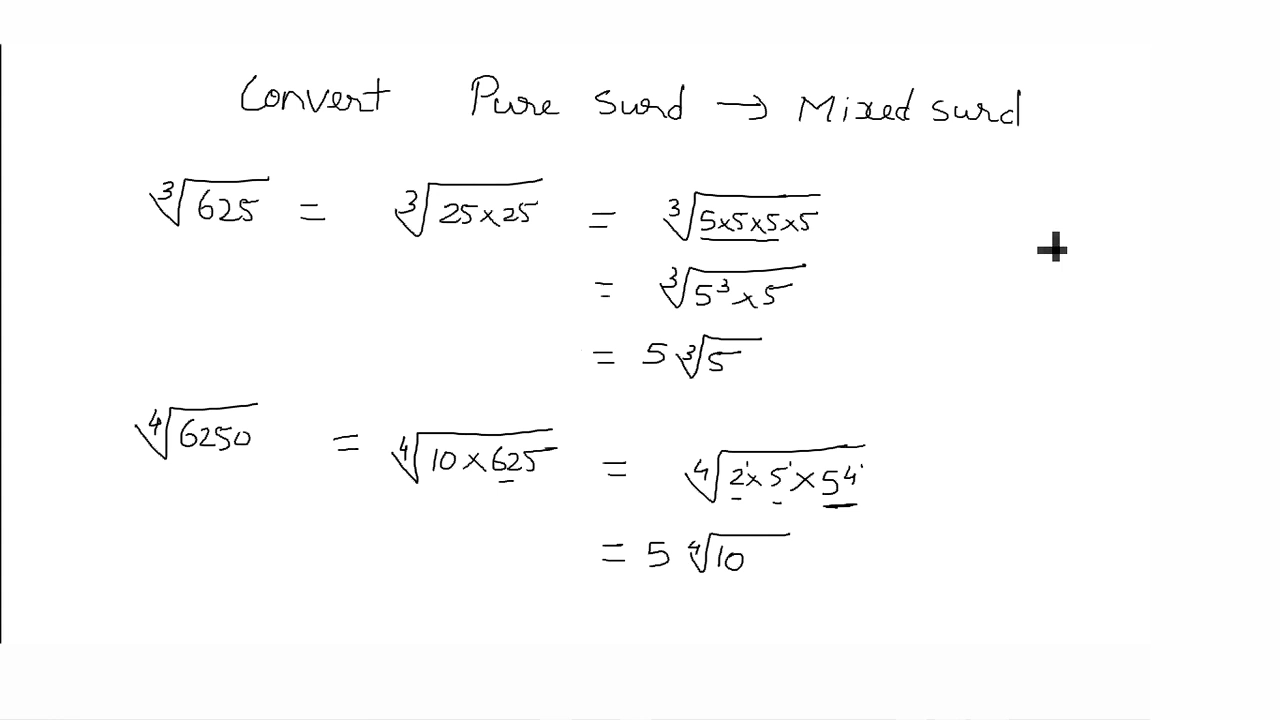 Convert Pure Surd → Mixed surd
∛625 = ∛25×25 = ∛5×5×5×5
= ∛5³×5
= 5∛5
∜6250 = ∜10×625 = ∜2¹×5¹×5⁴
= 5∜10